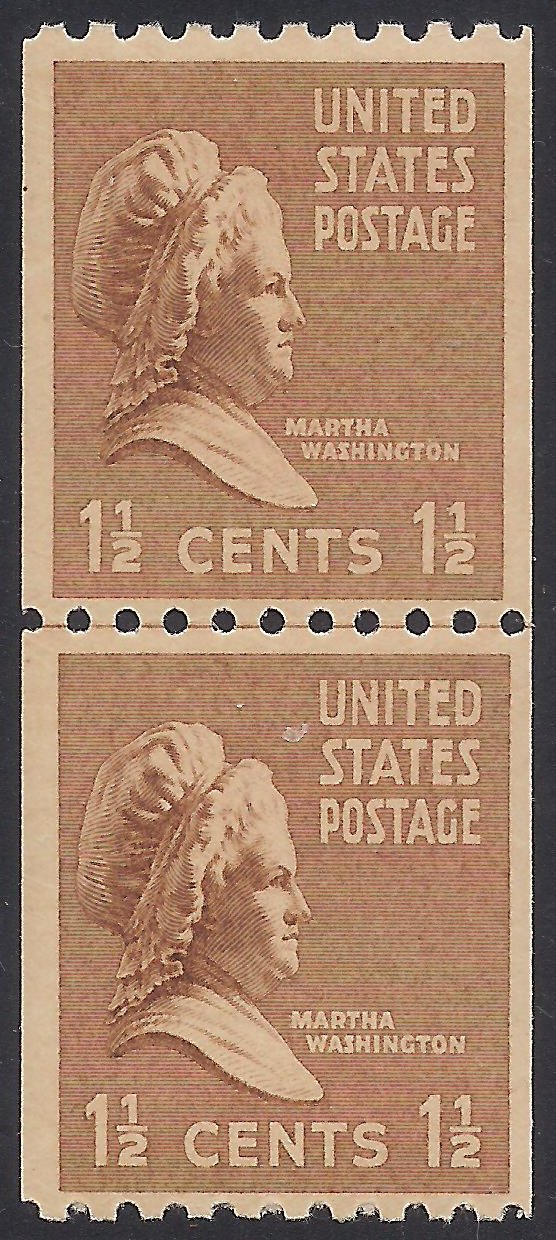 UNITED
STATES
POSTAGE
MARTHA
WASHINGTON
1½ CENTS 1½
UNITED
STATES
POSTAGE
MARTHA
WASHINGTON
1½ CENTS 1½